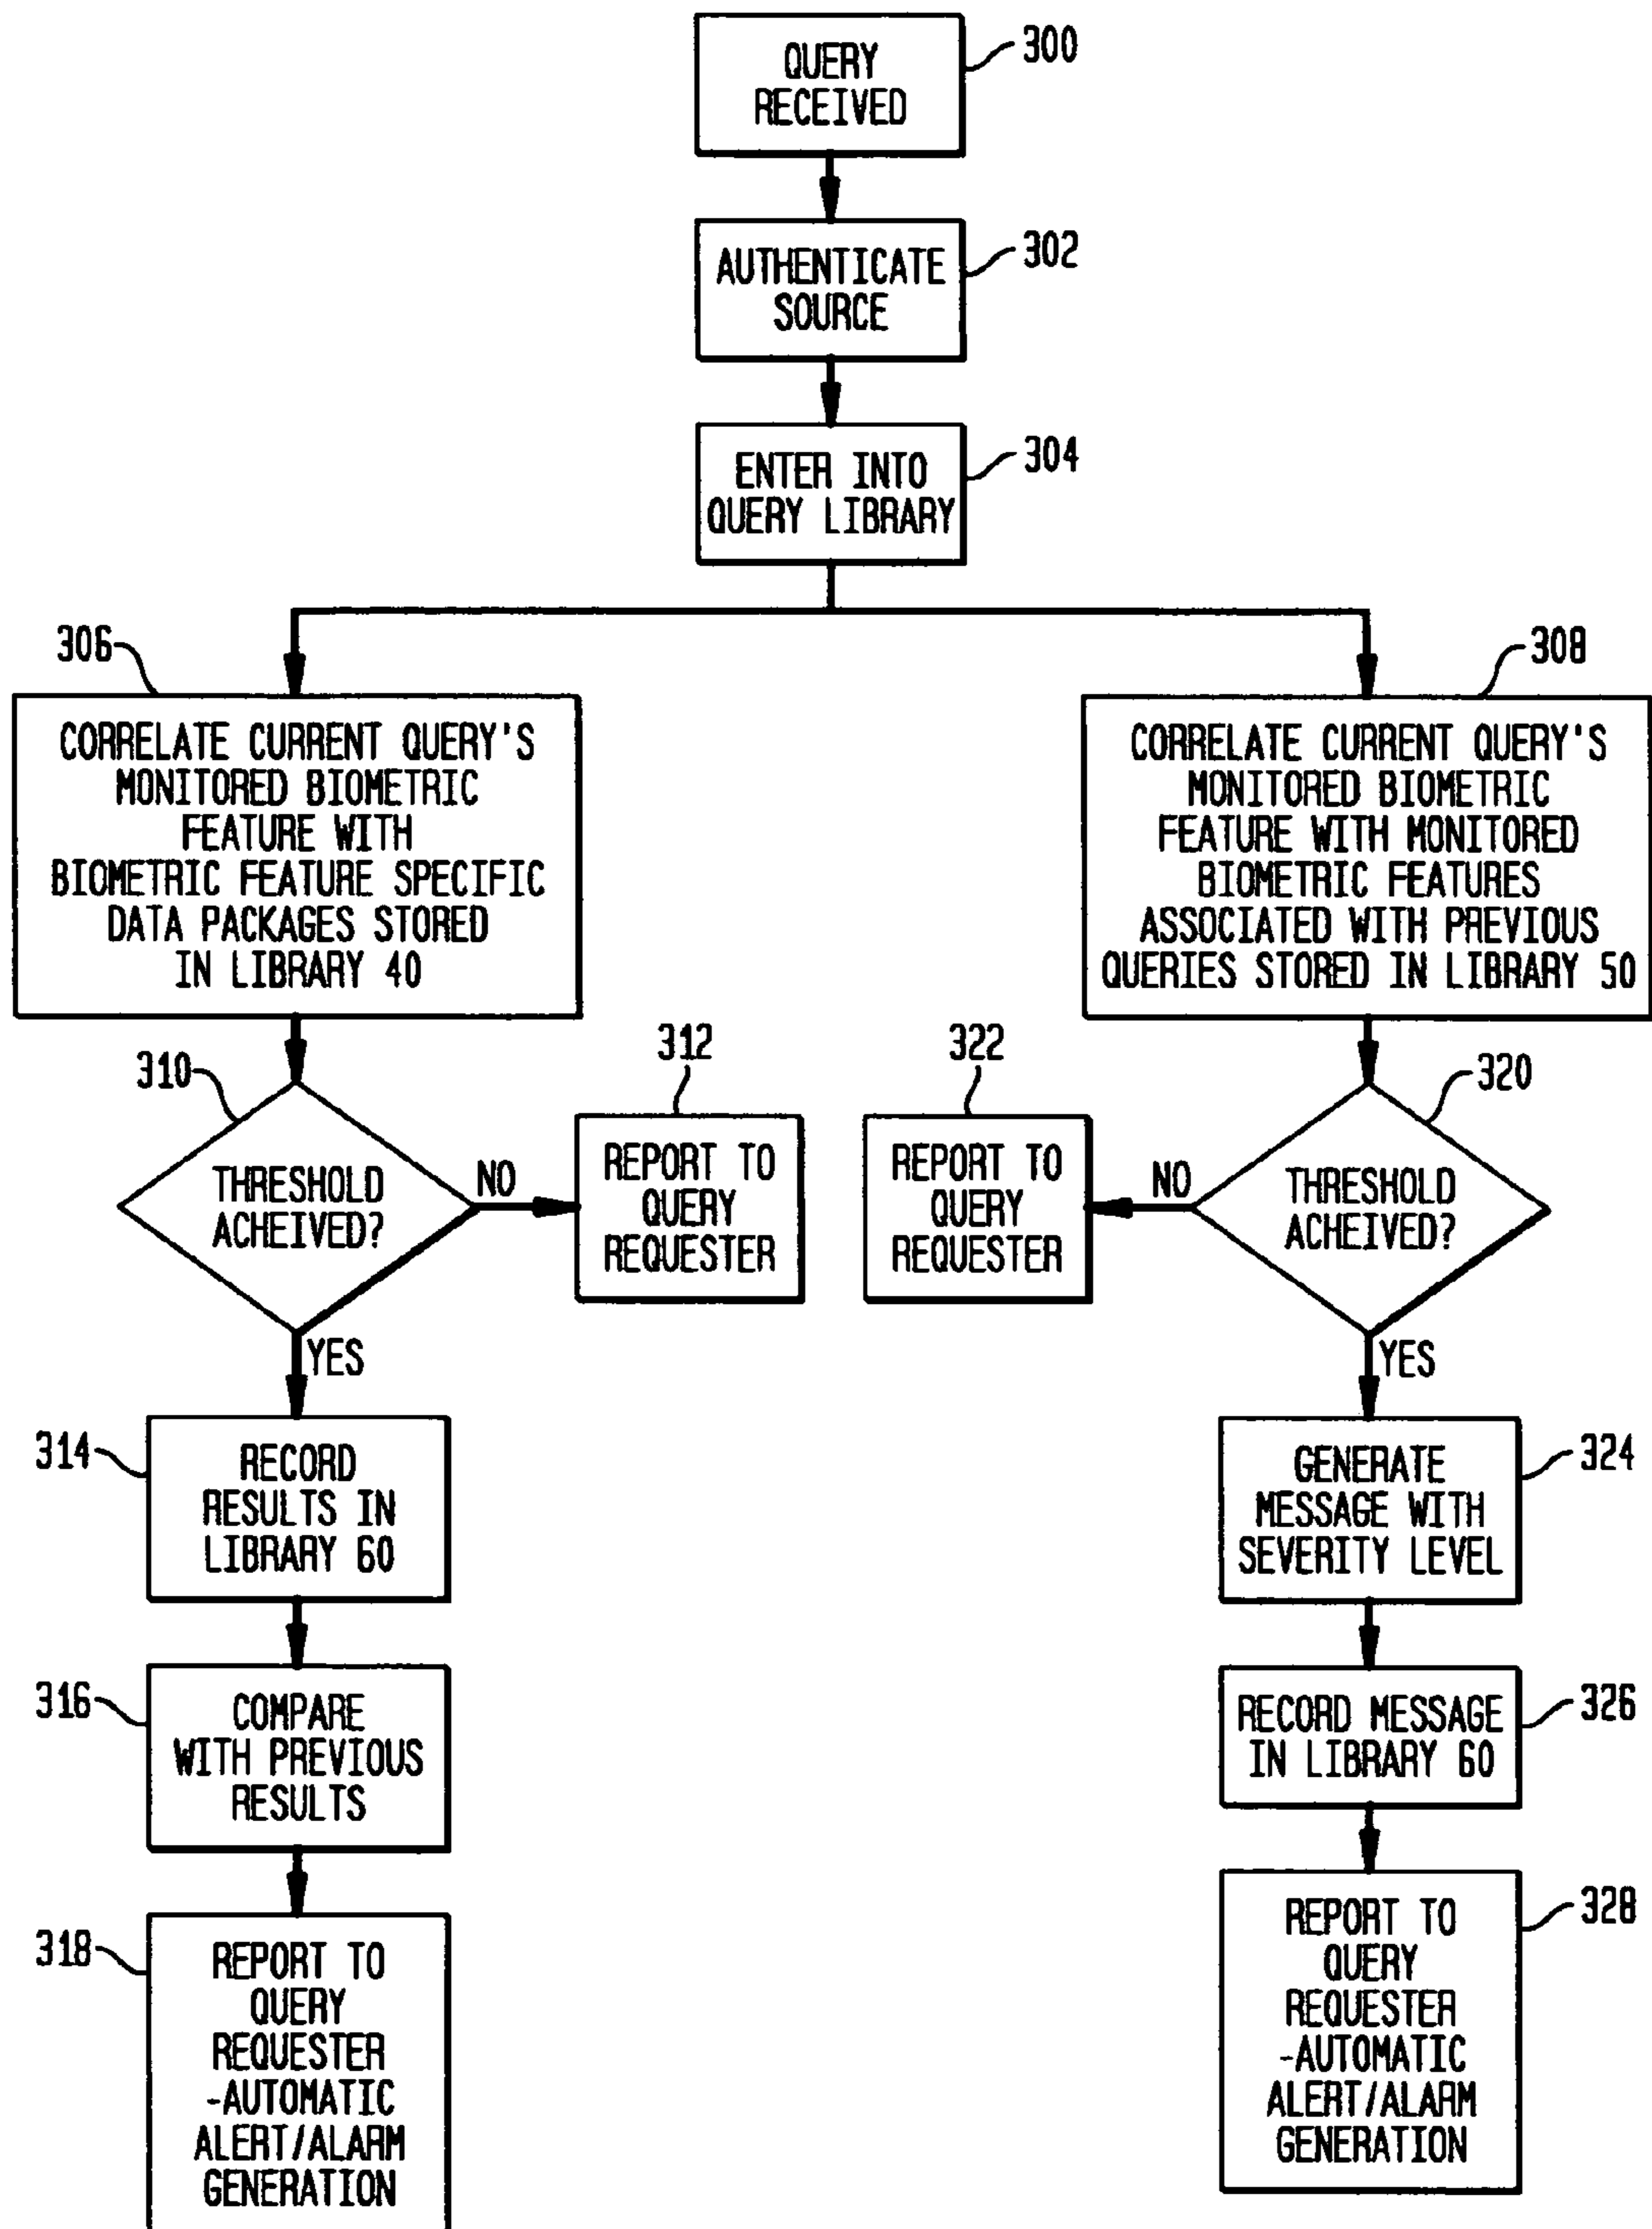 QUERY
RECEIVED
300
AUTHENTICATE
SOURCE
302
ENTER INTO
QUERY LIBRARY
304
306
CORRELATE CURRENT QUERY'S
MONITORED BIOMETRIC
FEATURE WITH
BIOMETRIC FEATURE SPECIFIC
DATA PACKAGES STORED
IN LIBRARY 40
308
CORRELATE CURRENT QUERY'S
MONITORED BIOMETRIC
FEATURE WITH MONITORED
BIOMETRIC FEATURES
ASSOCIATED WITH PREVIOUS
QUERIES STORED IN LIBRARY 50
310
THRESHOLD
ACHEIVED?
NO
312
REPORT TO
QUERY
REQUESTER
322
REPORT TO
QUERY
REQUESTER
NO
320
THRESHOLD
ACHEIVED?
YES
YES
314
RECORD
RESULTS IN
LIBRARY 60
324
GENERATE
MESSAGE WITH
SEVERITY LEVEL
316
COMPARE
WITH PREVIOUS
RESULTS
326
RECORD MESSAGE
IN LIBRARY 60
318
REPORT TO
QUERY
REQUESTER
-AUTOMATIC
ALERT/ALARM
GENERATION
328
REPORT TO
QUERY
REQUESTER
-AUTOMATIC
ALERT/ALARM
GENERATION